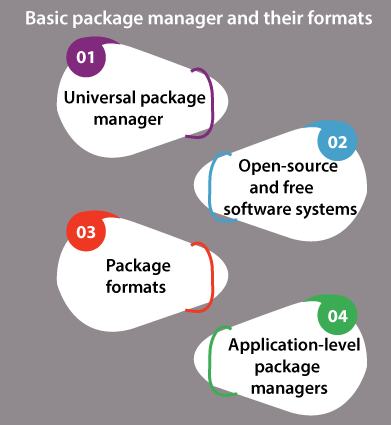 Basic package manager and their formats
01
Universal package
manager
02
Open-source
and free
software systems
03
Package
formats
04
Application-level
package
managers